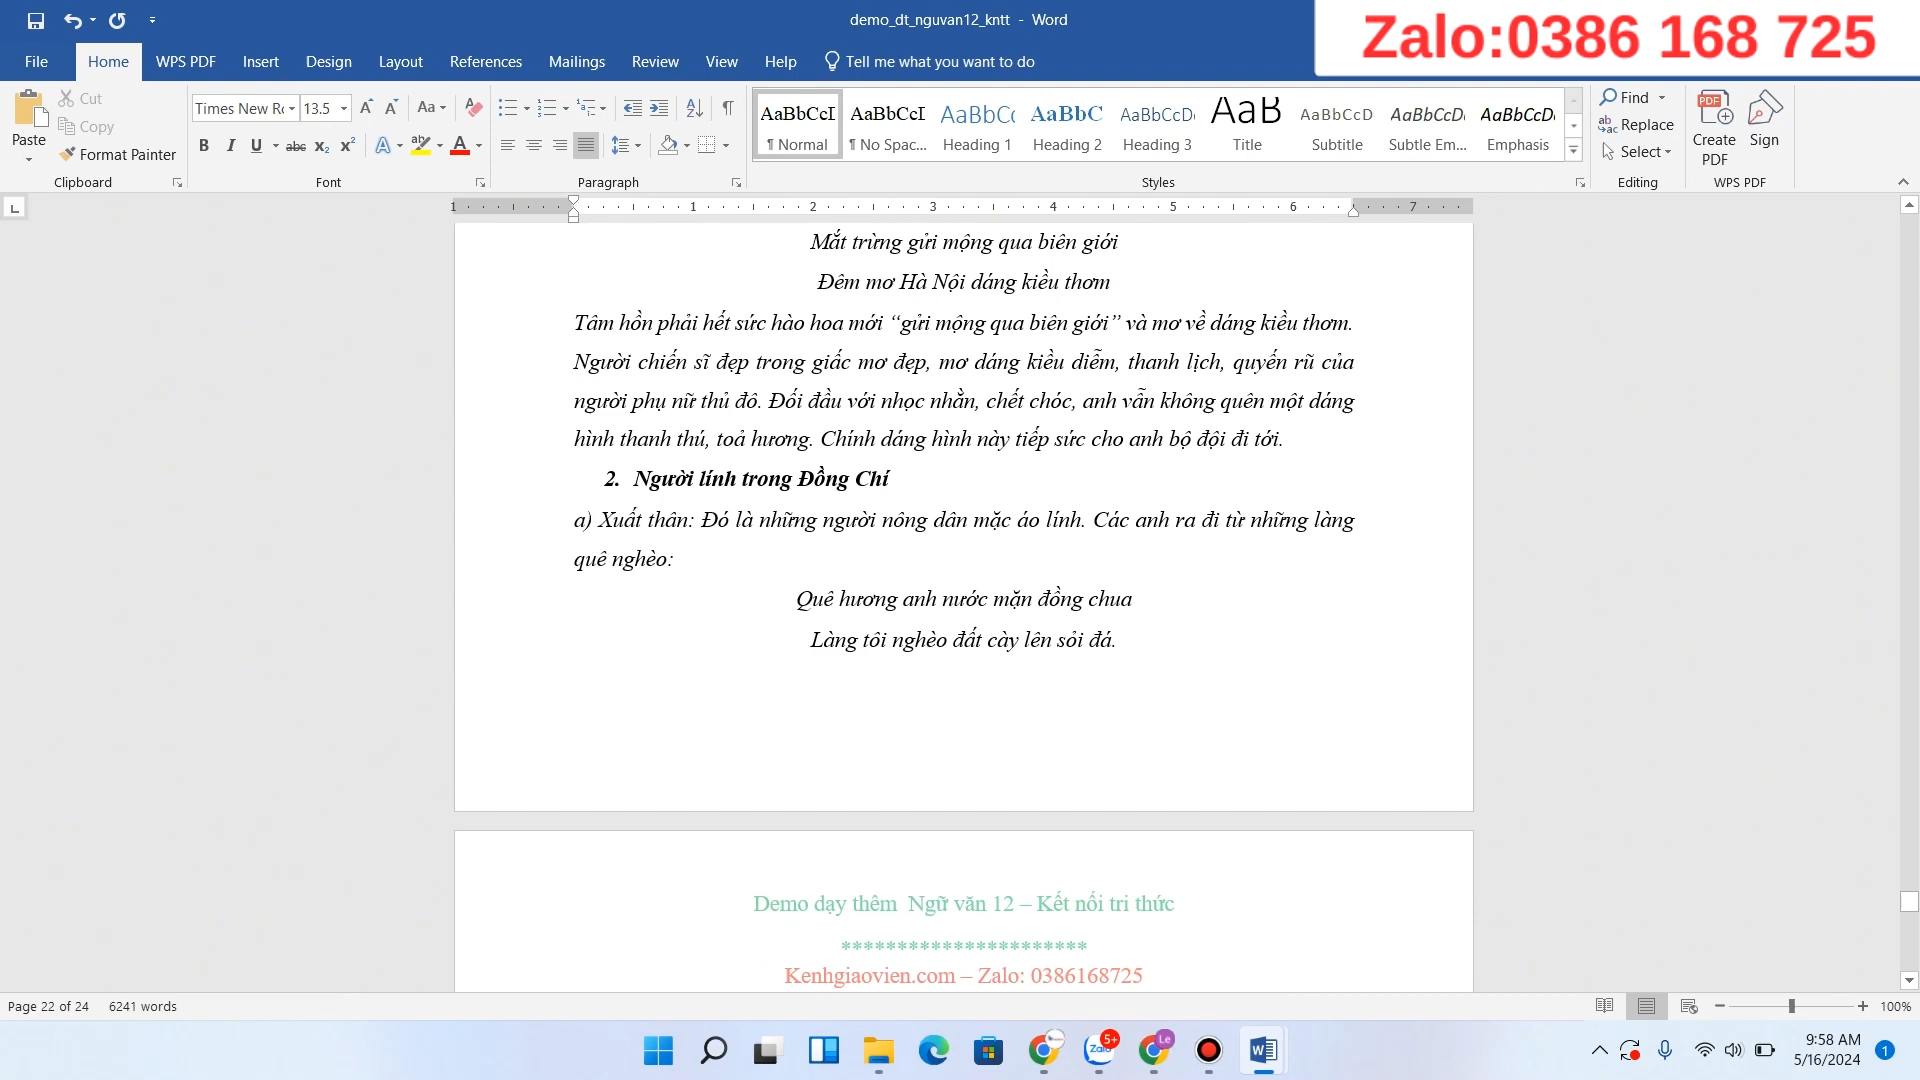 demo_dt_nguvan12_kntt - Word
Zalo:0386 168 725
File Home WPS PDF Insert Design Layout References Mailings Review View Help Tell me what you want to do
Paste
Cut
Copy
Format Painter
Clipboard
Times New Ro 13.5
Font
Paragraph
AaBbCcI AaBbCcI AaBbCc AaBbC AaBbCcD AaB AaBbCcD AaBbCcD AaBbCcD
¶ Normal ¶ No Spac... Heading 1 Heading 2 Heading 3 Title Subtitle Subtle Em... Emphasis
Styles
Find
Replace
Select
Editing
Create PDF
Sign
WPS PDF
1 1 2 3 4 5 6 7
Mắt trừng gửi mộng qua biên giới
Đêm mơ Hà Nội dáng kiều thơm
Tâm hồn phải hết sức hào hoa mới “gửi mộng qua biên giới” và mơ về dáng kiều thơm.
Người chiến sĩ đẹp trong giấc mơ đẹp, mơ dáng kiều diễm, thanh lịch, quyến rũ của
người phụ nữ thủ đô. Đối đầu với nhọc nhằn, chết chóc, anh vẫn không quên một dáng
hình thanh thú, toả hương. Chính dáng hình này tiếp sức cho anh bộ đội đi tới.
2. Người lính trong Đồng Chí
a) Xuất thân: Đó là những người nông dân mặc áo lính. Các anh ra đi từ những làng
quê nghèo:
Quê hương anh nước mặn đồng chua
Làng tôi nghèo đất cày lên sỏi đá.
Demo dạy thêm Ngữ văn 12 – Kết nối tri thức
**********************
Kenhgiaovien.com – Zalo: 0386168725
Page 22 of 24 6241 words
100%
9:58 AM
5/16/2024